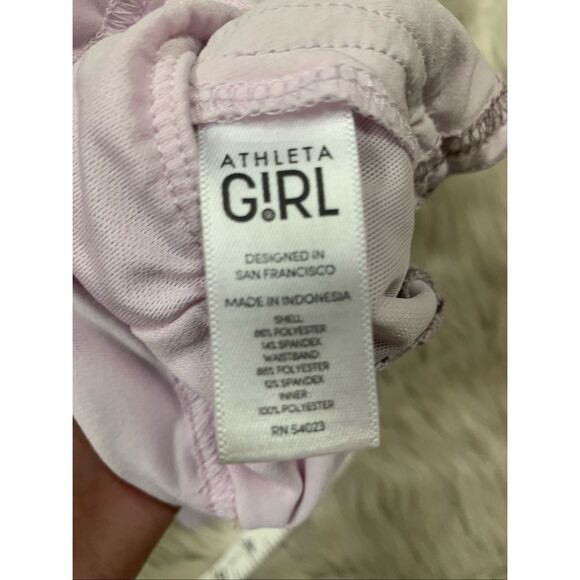 ATHLETA
G!RL
DESIGNED IN
SAN FRANCISCO
MADE IN INDONESIA
SHELL
86% POLYESTER
14% SPANDEX
WAISTBAND
88% POLYESTER
12% SPANDEX
INNER
100% POLYESTER
RN 54023